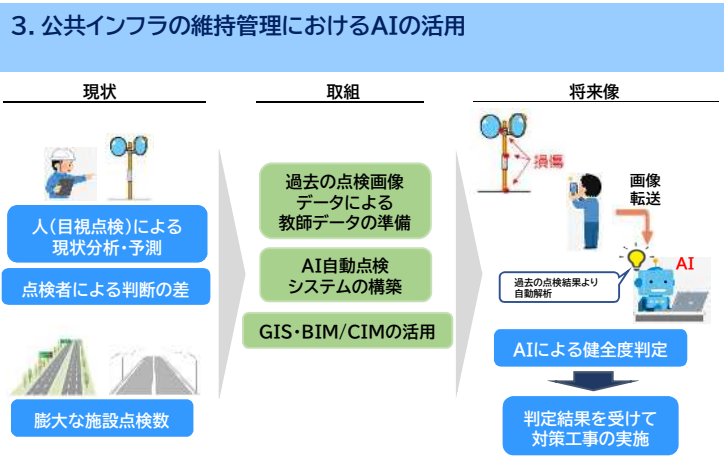 3. 公共インフラの維持管理におけるAIの活用
現状
人(目視点検)による
現状分析・予測
点検者による判断の差
膨大な施設点検数
取組
過去の点検画像
データによる
教師データの準備
AI自動点検
システムの構築
GIS・BIM/CIMの活用
将来像
損傷
画像
転送
AI
過去の点検結果より
自動解析
AIによる健全度判定
判定結果を受けて
対策工事の実施